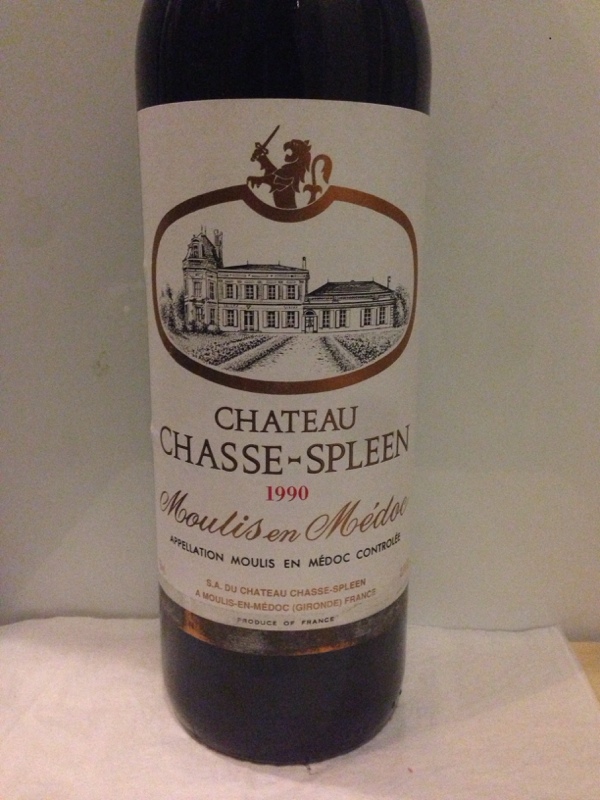 CHATEAU
CHASSE-SPLEEN
1990
Moulis en Médoc
APPELLATION MOULIS EN MÉDOC CONTROLÉE
S.A. DU CHATEAU CHASSE-SPLEEN
A MOULIS-EN-MÉDOC (GIRONDE) FRANCE
PRODUCE OF FRANCE